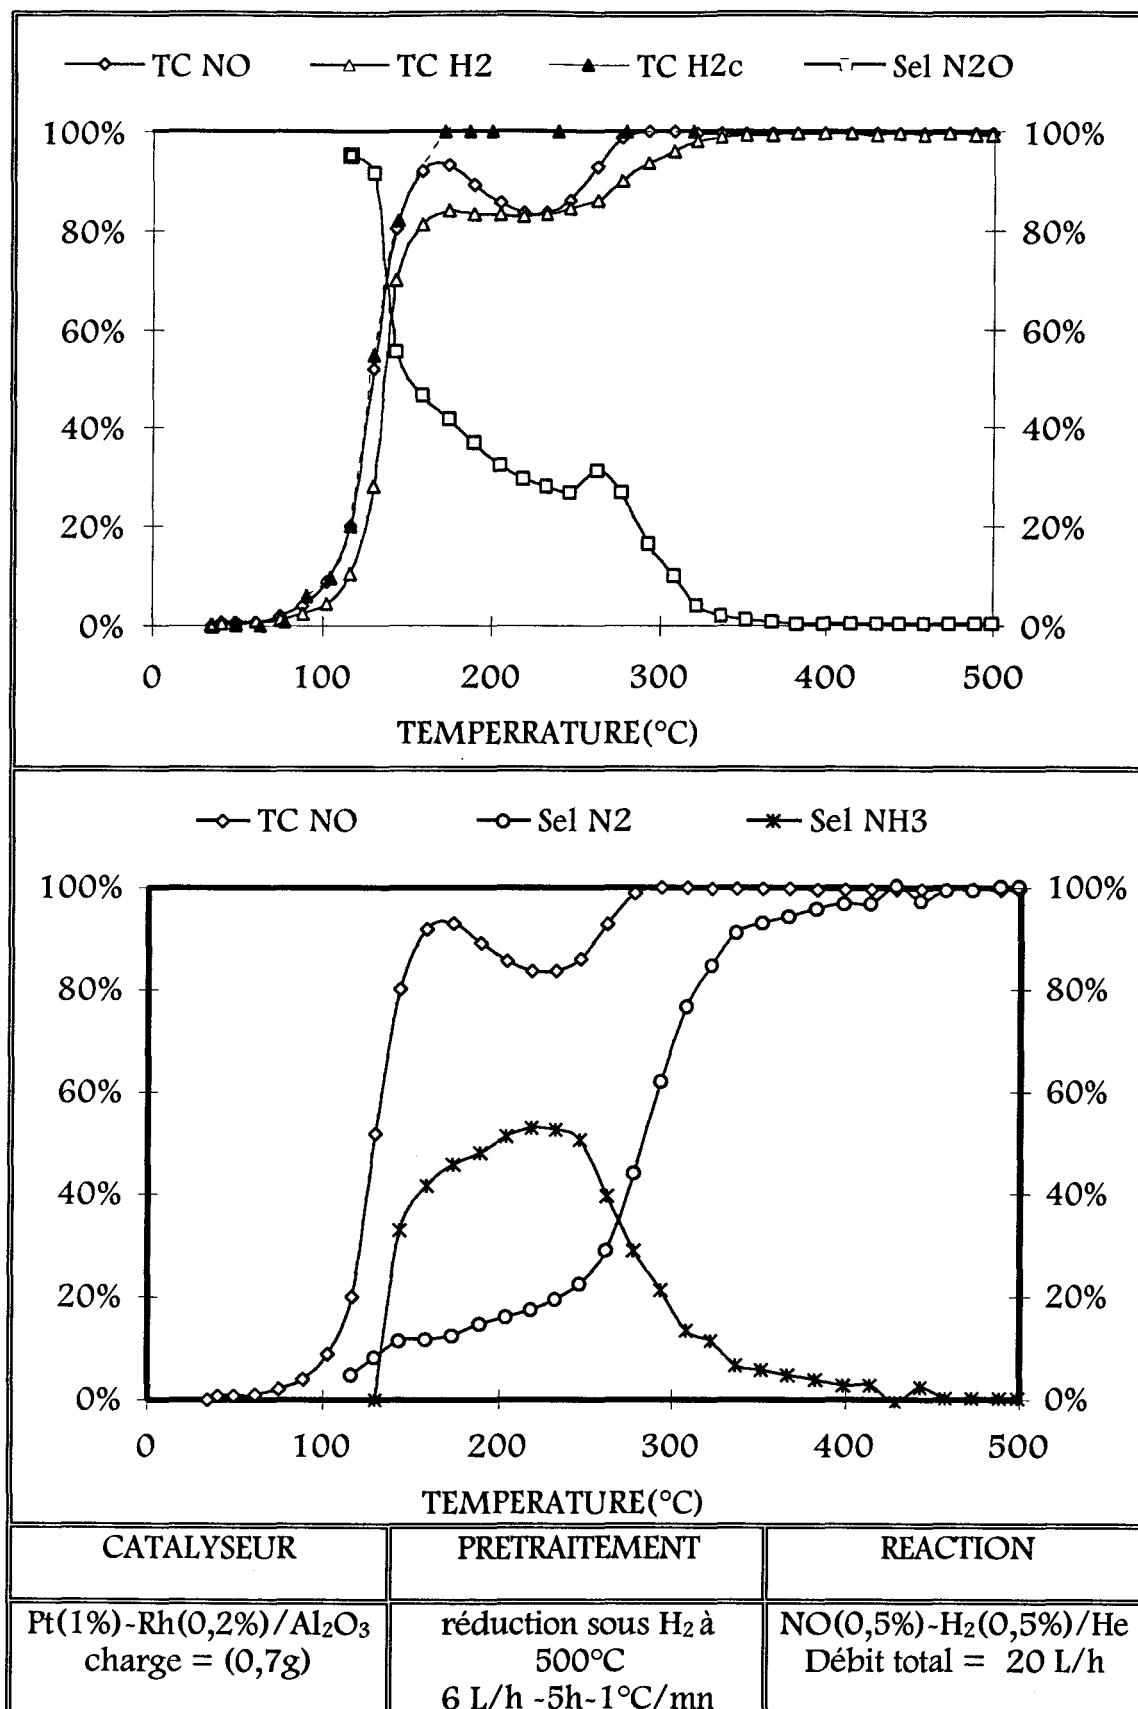 TC NO TC H2 TC H2c Sel N2O
100% 100%
80% 80%
60% 60%
40% 40%
20% 20%
0% 0%
0 100 200 300 400 500
TEMPERRATURE(°C)
TC NO Sel N2 Sel NH3
100% 100%
80% 80%
60% 60%
40% 40%
20% 20%
0% 0%
0 100 200 300 400 500
TEMPERATURE(°C)
CATALYSEUR PRETRAITEMENT REACTION
Pt(1%)-Rh(0,2%)/Al₂O₃ réduction sous H₂ à NO(0,5%)-H₂(0,5%)/He
charge = (0,7g) 500°C Débit total = 20 L/h
6 L/h -5h-1°C/mn